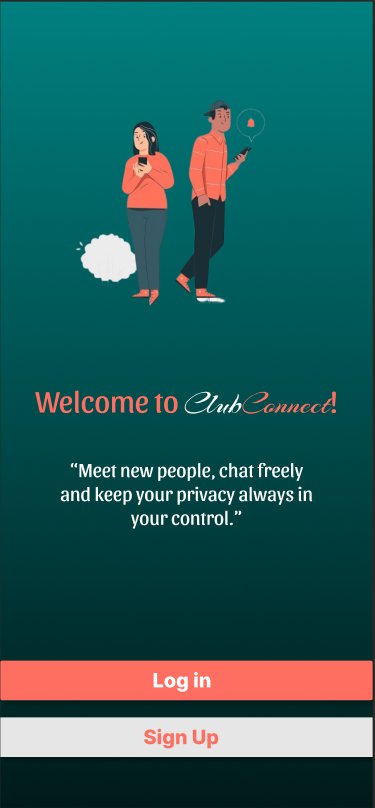 Welcome to ClubConnect!
“Meet new people, chat freely
and keep your privacy always in
your control.”
Log in
Sign Up